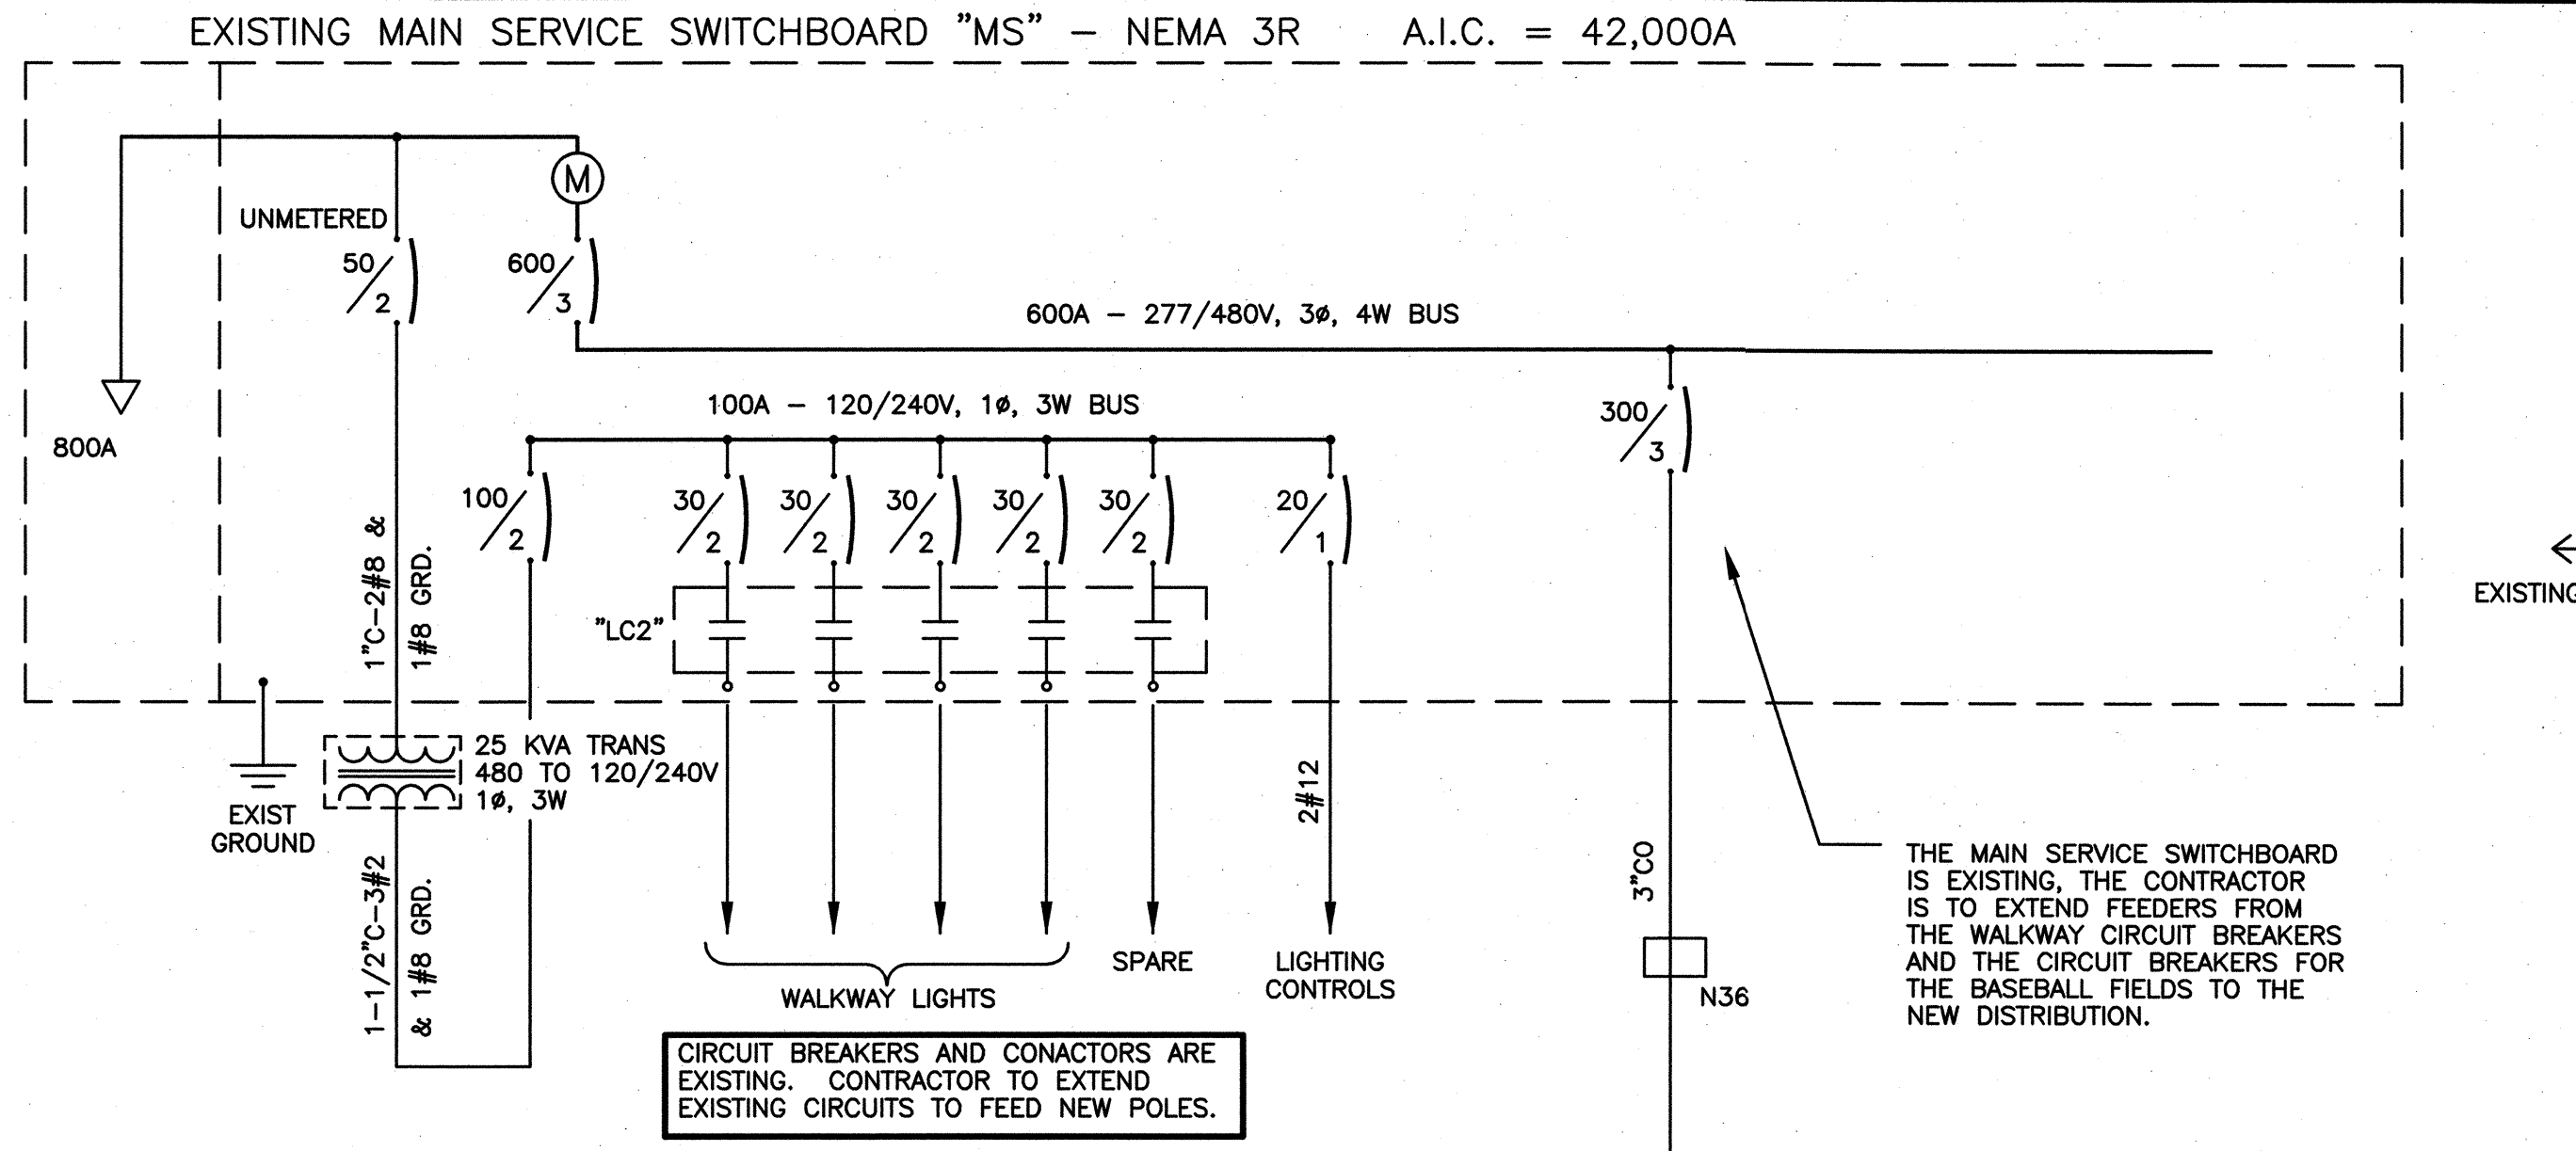 EXISTING MAIN SERVICE SWITCHBOARD "MS" – NEMA 3R A.I.C. = 42,000A
M
UNMETERED
50/2
600/3
600A – 277/480V, 3ø, 4W BUS
800A
100A – 120/240V, 1ø, 3W BUS
300/3
100/2
30/2
30/2
30/2
30/2
30/2
20/1
1"C–2#8 &
1#8 GRD.
"LC2"
EXISTING
25 KVA TRANS
480 TO 120/240V
1ø, 3W
EXIST
GROUND
1–1/2"C–3#2
& 1#8 GRD.
2#12
3"CO
N36
WALKWAY LIGHTS
SPARE
LIGHTING
CONTROLS
THE MAIN SERVICE SWITCHBOARD
IS EXISTING, THE CONTRACTOR
IS TO EXTEND FEEDERS FROM
THE WALKWAY CIRCUIT BREAKERS
AND THE CIRCUIT BREAKERS FOR
THE BASEBALL FIELDS TO THE
NEW DISTRIBUTION.
CIRCUIT BREAKERS AND CONACTORS ARE
EXISTING. CONTRACTOR TO EXTEND
EXISTING CIRCUITS TO FEED NEW POLES.